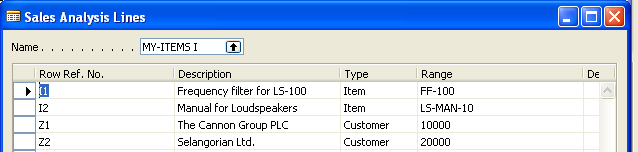 Sales Analysis Lines
Name . . . . . . . . . . MY-ITEMS I
Row Ref. No. Description Type Range De
I1 Frequency filter for LS-100 Item FF-100
I2 Manual for Loudspeakers Item LS-MAN-10
Z1 The Cannon Group PLC Customer 10000
Z2 Selangorian Ltd. Customer 20000